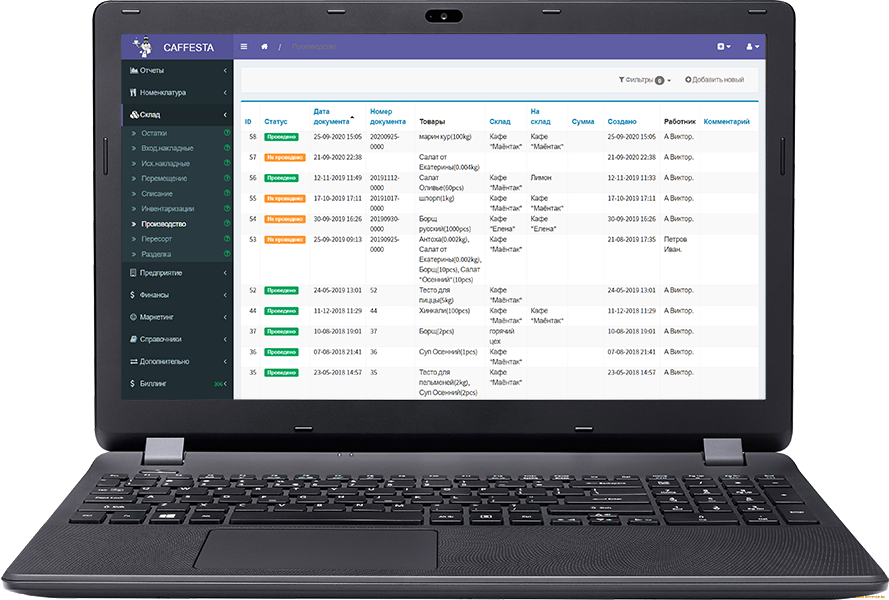 CAFFESTA
Производство
Отчеты
Номенклатура
Склад
Остатки
Вход.накладные
Исх.накладные
Перемещение
Списание
Инвентаризации
Производство
Пересорт
Разделка
Предприятие
Финансы
Маркетинг
Справочники
Дополнительно
Биллинг
Фильтры 0
Добавить новый
ID Статус Дата документа Номер документа Товары Склад На склад Сумма Создано Работник Комментарий
58 Проведено 25-09-2020 15:05 20200925-0000 марин кур(100kg) Кафе "Маёнтак" Кафе "Маёнтак" 25-09-2020 15:05 А Виктор.
57 Не проведено 21-09-2020 22:38 Салат от Екатерины(0.004kg) 21-09-2020 22:38 А Виктор.
56 Проведено 12-11-2019 11:49 20191112-0000 Салат Оливье(60pcs) Кафе "Маёнтак" Лимон 12-11-2019 11:33 А Виктор.
55 Не проведено 17-10-2019 17:11 20191017-0000 шпорп(1kg) Кафе "Маёнтак" Кафе "Маёнтак" 17-10-2019 17:11 А Виктор.
54 Не проведено 30-09-2019 16:26 20190930-0000 Борщ русский(1000pcs) Кафе "Елена" Кафе "Елена" 30-09-2019 16:26 А Виктор.
53 Не проведено 25-09-2019 09:13 20190925-0000 Антоха(0.002kg), Салат от Екатерины(0.002kg), Борщ(10pcs), Салат "Осенний"(10pcs) Кафе "Маёнтак" 21-08-2019 17:35 Петров Иван.
52 Проведено 24-05-2019 13:01 52 Тесто для пиццы(5kg) Кафе "Маёнтак" 24-05-2019 13:01 А Виктор.
44 Проведено 11-12-2018 11:29 44 Хинкали(100pcs) Кафе "Маёнтак" Кафе "Маёнтак" 11-12-2018 11:29 А Виктор.
37 Проведено 10-08-2018 19:01 37 Борщ(2pcs) горячий цех 10-08-2018 19:01 А Виктор.
36 Проведено 07-08-2018 21:41 36 Суп Осенний(1pcs) Кафе "Маёнтак" 07-08-2018 21:41 А Виктор.
35 Проведено 23-05-2018 14:57 35 Тесто для пельменей(2kg), Суп Осенний(2pcs) Кафе "Маёнтак" 23-05-2018 14:57 А Виктор.